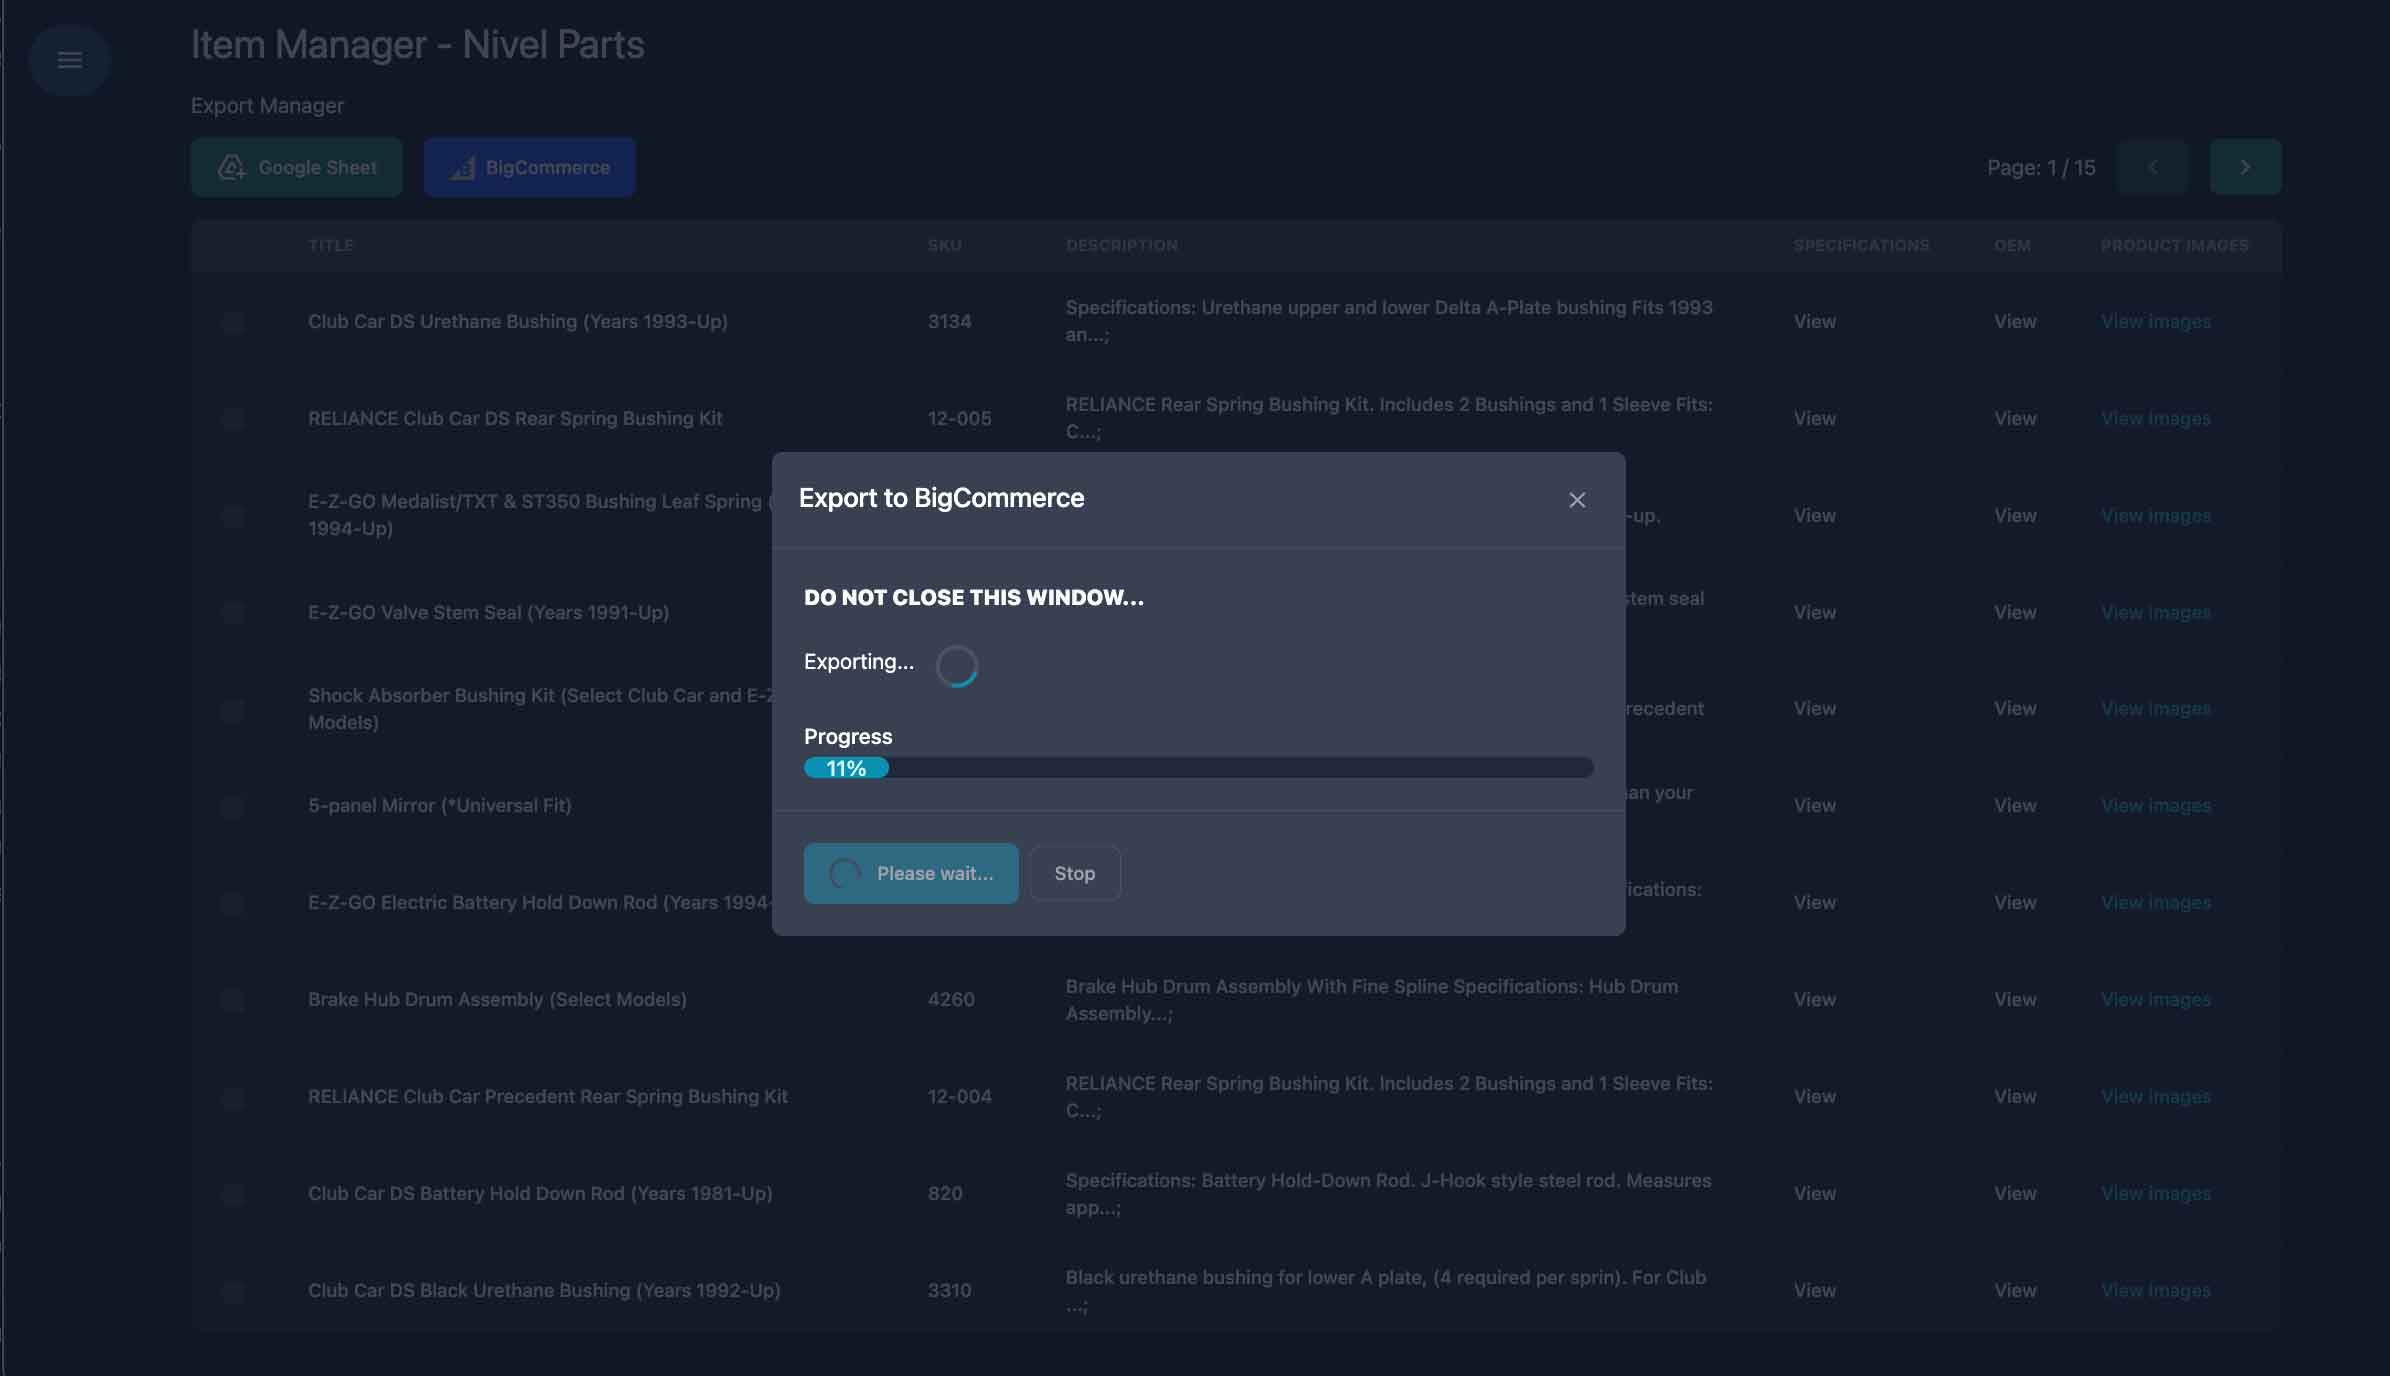 Item Manager - Nivel Parts
Export Manager
Google Sheet
BigCommerce
Page: 1 / 15
TITLE SKU DESCRIPTION SPECIFICATIONS OEM PRODUCT IMAGES
Club Car DS Urethane Bushing (Years 1993-Up) 3134 Specifications: Urethane upper and lower Delta A-Plate bushing Fits 1993 View View View images
an...;
RELIANCE Club Car DS Rear Spring Bushing Kit 12-005 RELIANCE Rear Spring Bushing Kit. Includes 2 Bushings and 1 Sleeve Fits: View View View images
C...;
E-Z-GO Medalist/TXT & ST350 Bushing Leaf Spring (
1994-Up) -up. View View View images
E-Z-GO Valve Stem Seal (Years 1991-Up) stem seal View View View images
Shock Absorber Bushing Kit (Select Club Car and E-Z
Models) recedent View View View images
5-panel Mirror (*Universal Fit) an your View View View images
E-Z-GO Electric Battery Hold Down Rod (Years 1994- ications: View View View images
Brake Hub Drum Assembly (Select Models) 4260 Brake Hub Drum Assembly With Fine Spline Specifications: Hub Drum View View View images
Assembly...;
RELIANCE Club Car Precedent Rear Spring Bushing Kit 12-004 RELIANCE Rear Spring Bushing Kit. Includes 2 Bushings and 1 Sleeve Fits: View View View images
C...;
Club Car DS Battery Hold Down Rod (Years 1981-Up) 820 Specifications: Battery Hold-Down Rod. J-Hook style steel rod. Measures View View View images
app...;
Club Car DS Black Urethane Bushing (Years 1992-Up) 3310 Black urethane bushing for lower A plate, (4 required per sprin). For Club View View View images
...;
Export to BigCommerce
DO NOT CLOSE THIS WINDOW...
Exporting...
Progress
11%
Please wait...
Stop